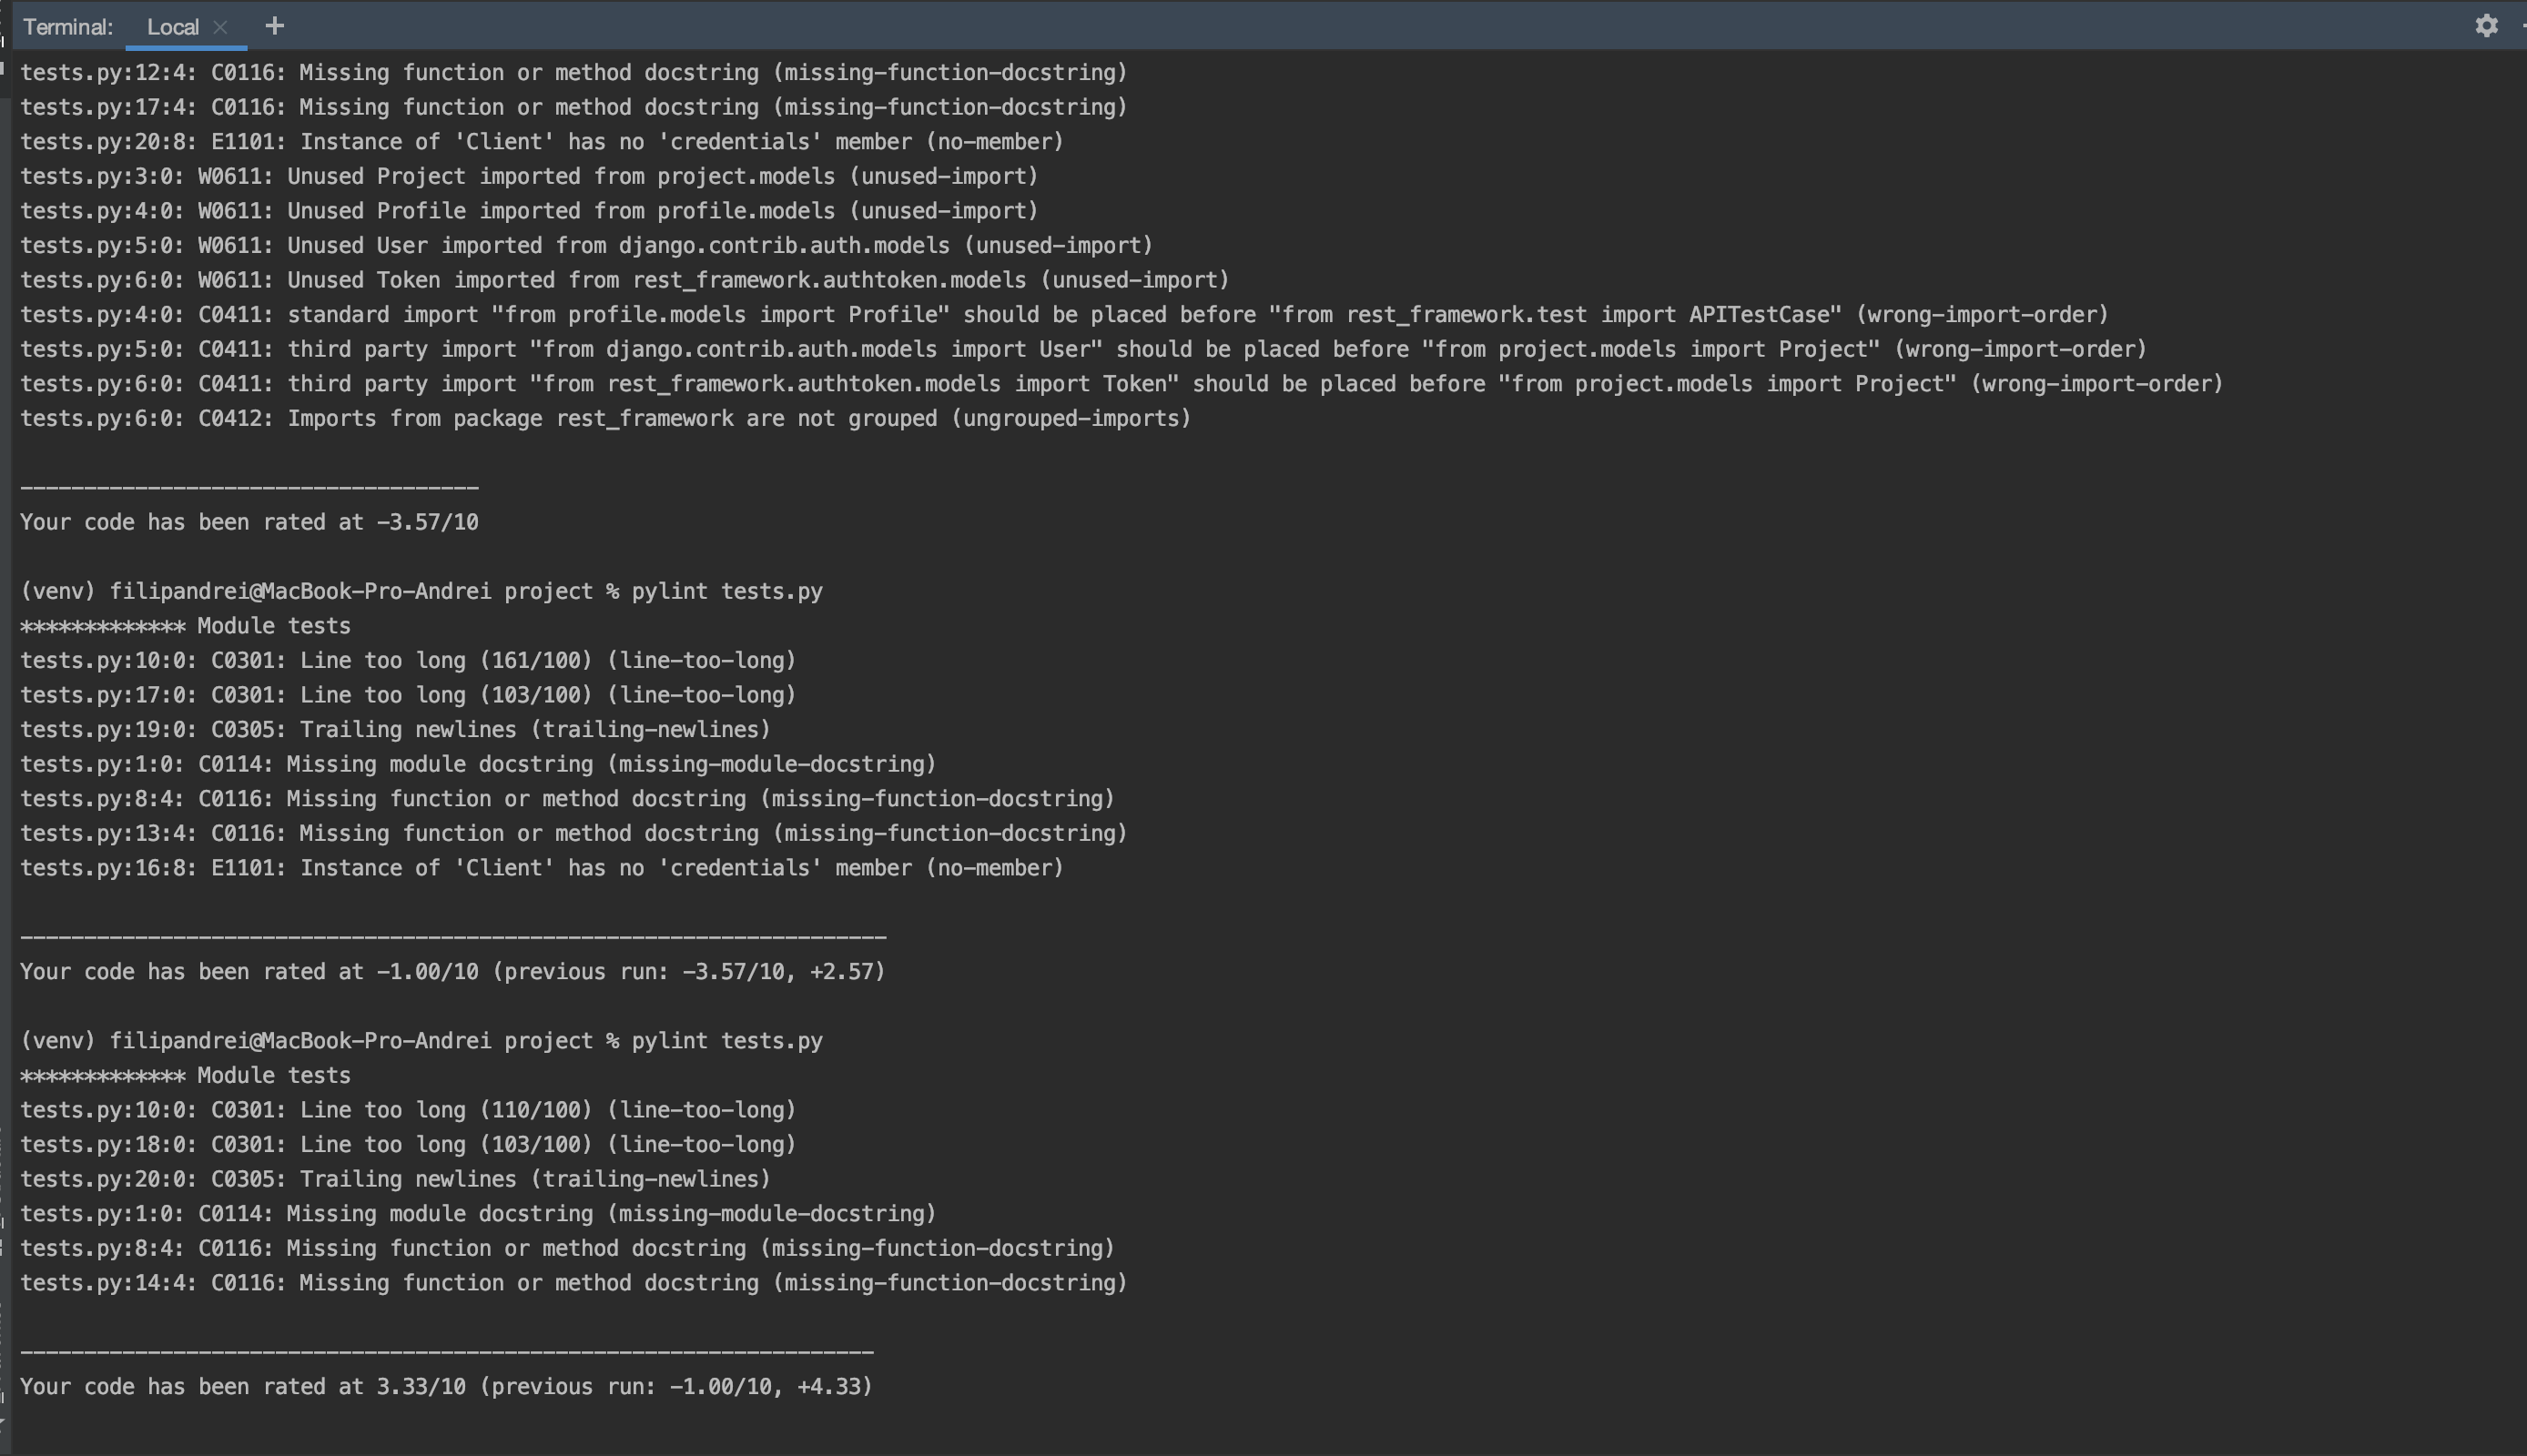 Terminal: Local × +
tests.py:12:4: C0116: Missing function or method docstring (missing-function-docstring)
tests.py:17:4: C0116: Missing function or method docstring (missing-function-docstring)
tests.py:20:8: E1101: Instance of 'Client' has no 'credentials' member (no-member)
tests.py:3:0: W0611: Unused Project imported from project.models (unused-import)
tests.py:4:0: W0611: Unused Profile imported from profile.models (unused-import)
tests.py:5:0: W0611: Unused User imported from django.contrib.auth.models (unused-import)
tests.py:6:0: W0611: Unused Token imported from rest_framework.authtoken.models (unused-import)
tests.py:4:0: C0411: standard import "from profile.models import Profile" should be placed before "from rest_framework.test import APITestCase" (wrong-import-order)
tests.py:5:0: C0411: third party import "from django.contrib.auth.models import User" should be placed before "from project.models import Project" (wrong-import-order)
tests.py:6:0: C0411: third party import "from rest_framework.authtoken.models import Token" should be placed before "from project.models import Project" (wrong-import-order)
tests.py:6:0: C0412: Imports from package rest_framework are not grouped (ungrouped-imports)
------------------------------------
Your code has been rated at -3.57/10
(venv) filipandrei@MacBook-Pro-Andrei project % pylint tests.py
************* Module tests
tests.py:10:0: C0301: Line too long (161/100) (line-too-long)
tests.py:17:0: C0301: Line too long (103/100) (line-too-long)
tests.py:19:0: C0305: Trailing newlines (trailing-newlines)
tests.py:1:0: C0114: Missing module docstring (missing-module-docstring)
tests.py:8:4: C0116: Missing function or method docstring (missing-function-docstring)
tests.py:13:4: C0116: Missing function or method docstring (missing-function-docstring)
tests.py:16:8: E1101: Instance of 'Client' has no 'credentials' member (no-member)
--------------------------------------------------------------------
Your code has been rated at -1.00/10 (previous run: -3.57/10, +2.57)
(venv) filipandrei@MacBook-Pro-Andrei project % pylint tests.py
************* Module tests
tests.py:10:0: C0301: Line too long (110/100) (line-too-long)
tests.py:18:0: C0301: Line too long (103/100) (line-too-long)
tests.py:20:0: C0305: Trailing newlines (trailing-newlines)
tests.py:1:0: C0114: Missing module docstring (missing-module-docstring)
tests.py:8:4: C0116: Missing function or method docstring (missing-function-docstring)
tests.py:14:4: C0116: Missing function or method docstring (missing-function-docstring)
-------------------------------------------------------------------
Your code has been rated at 3.33/10 (previous run: -1.00/10, +4.33)